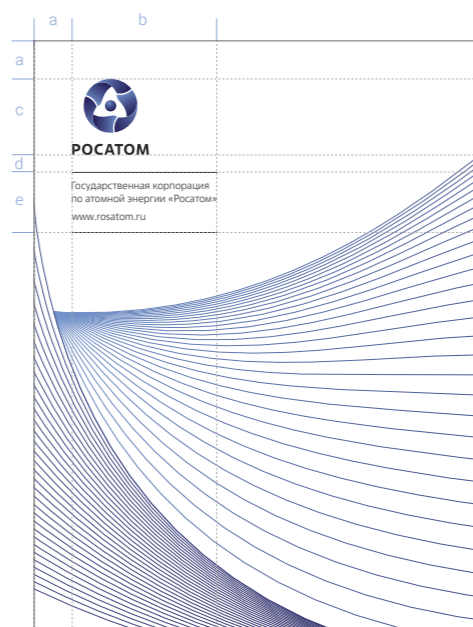 a b
a
c
РОСАТОМ
d
Государственная корпорация
e
по атомной энергии «Росатом»
www.rosatom.ru